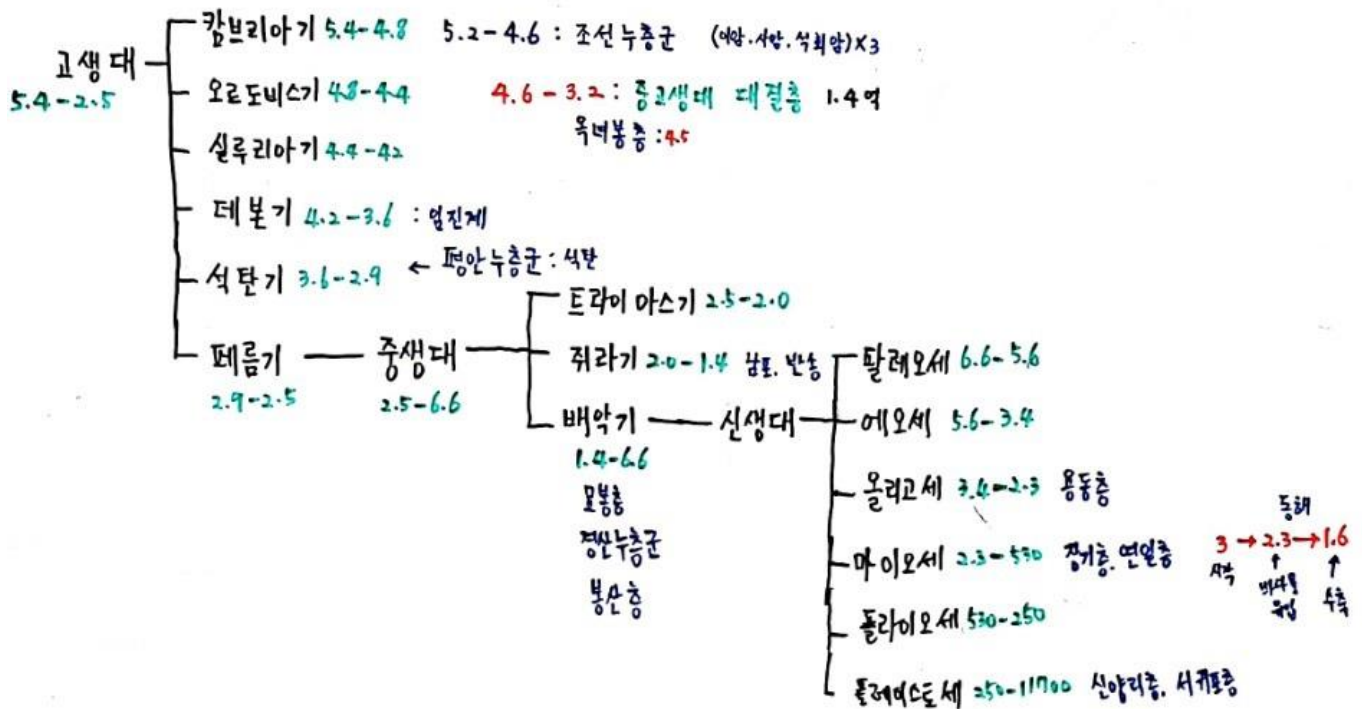 캄브리아기 5.4-4.8 5.2-4.6 : 조선누층군 (이암.사암.석회암)×3
고생대
5.4-2.5
오르도비스기 4.8-4.4 4.6-3.2 : 중고생대 대결층 1.4억
옥녀봉층 : 4.5
실루리아기 4.4-4.2
데본기 4.2-3.6 : 임진계
석탄기 3.6-2.9 ← 평안누층군 : 석탄
페름기
2.9-2.5
중생대
2.5-6.6
트라이아스기 2.5-2.0
쥐라기 2.0-1.4 남포, 반송
배악기
1.4-6.6
묘봉층
경산누층군
봉산층
신생대
팔레오세 6.6-5.6
에오세 5.6-3.4
올리고세 3.4-2.3 용동층
마이오세 2.3-530 장기층, 연일층
동해
3 → 2.3 → 1.6
시작
↑
바닷물
유입
↑
수축
플라이오세 530-250
플레이스토세 250-11700 신양리층, 서귀포층